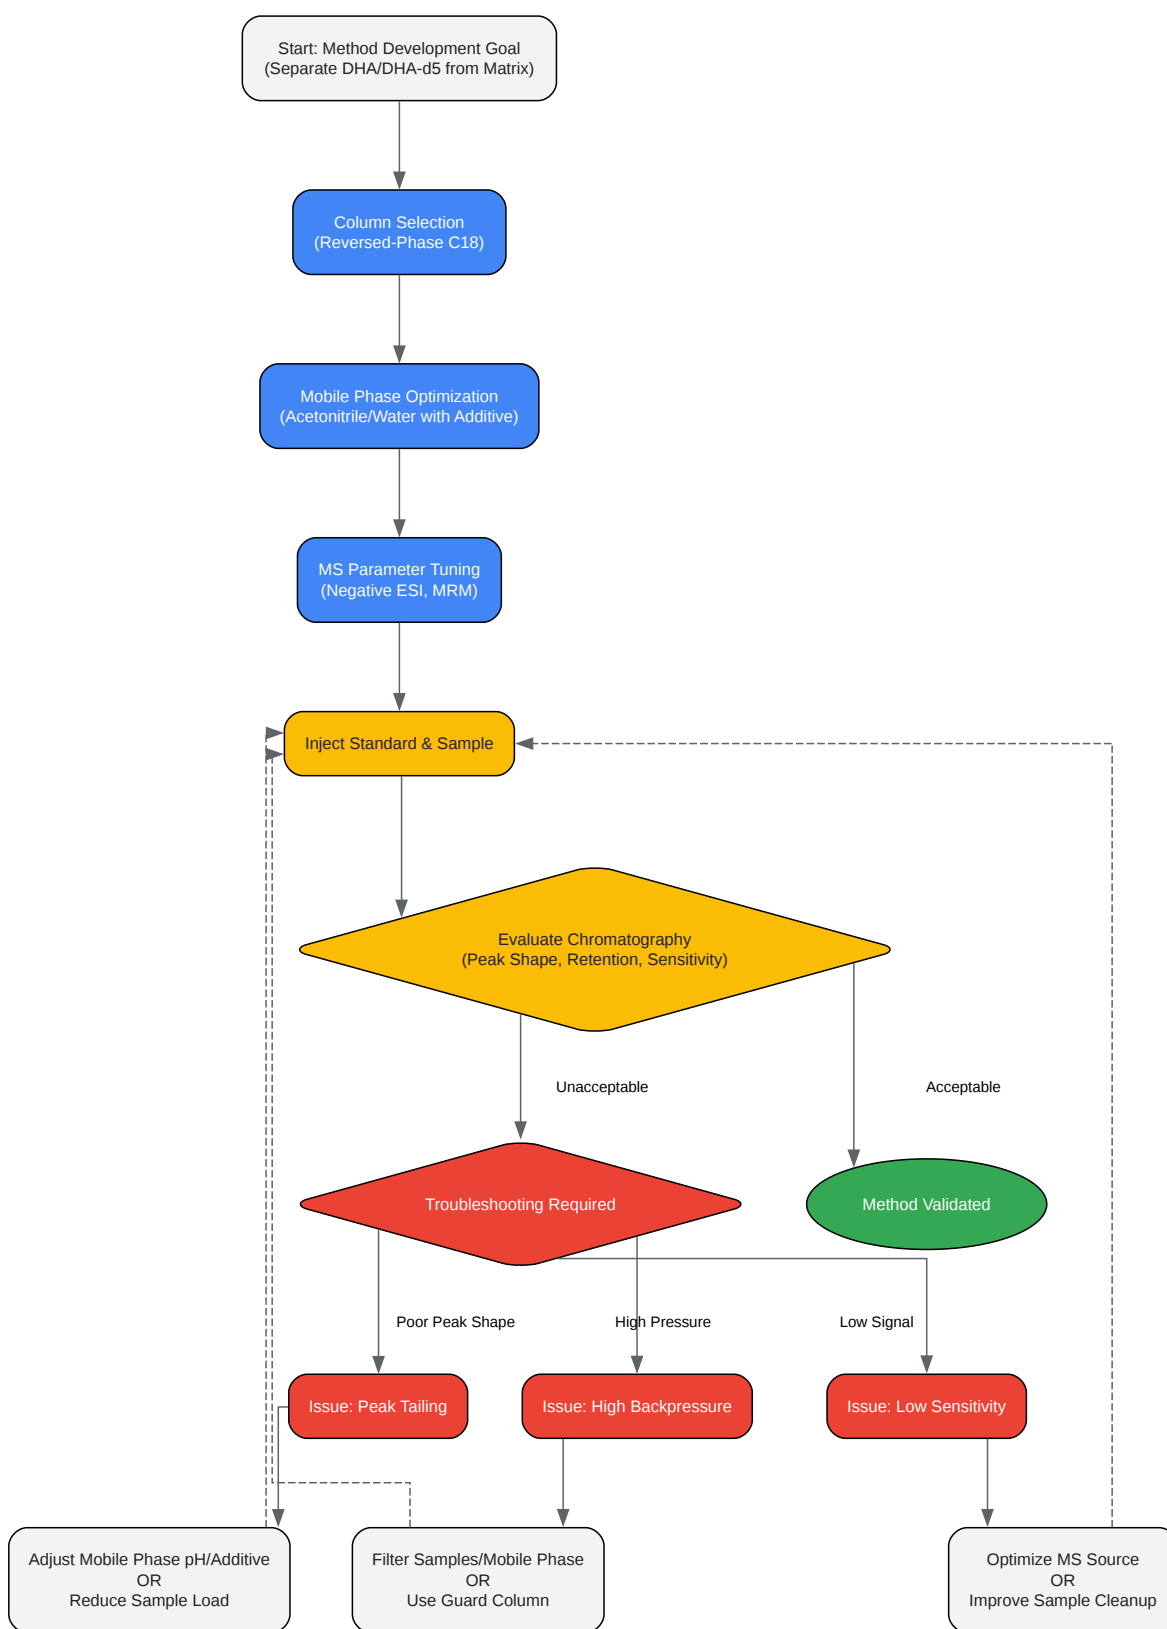 Start: Method Development Goal
(Separate DHA/DHA-d5 from Matrix)
Column Selection
(Reversed-Phase C18)
Mobile Phase Optimization
(Acetonitrile/Water with Additive)
MS Parameter Tuning
(Negative ESI, MRM)
Inject Standard & Sample
Evaluate Chromatography
(Peak Shape, Retention, Sensitivity)
Unacceptable
Acceptable
Troubleshooting Required
Method Validated
Poor Peak Shape
High Pressure
Low Signal
Issue: Peak Tailing
Issue: High Backpressure
Issue: Low Sensitivity
Adjust Mobile Phase pH/Additive
OR
Reduce Sample Load
Filter Samples/Mobile Phase
OR
Use Guard Column
Optimize MS Source
OR
Improve Sample Cleanup